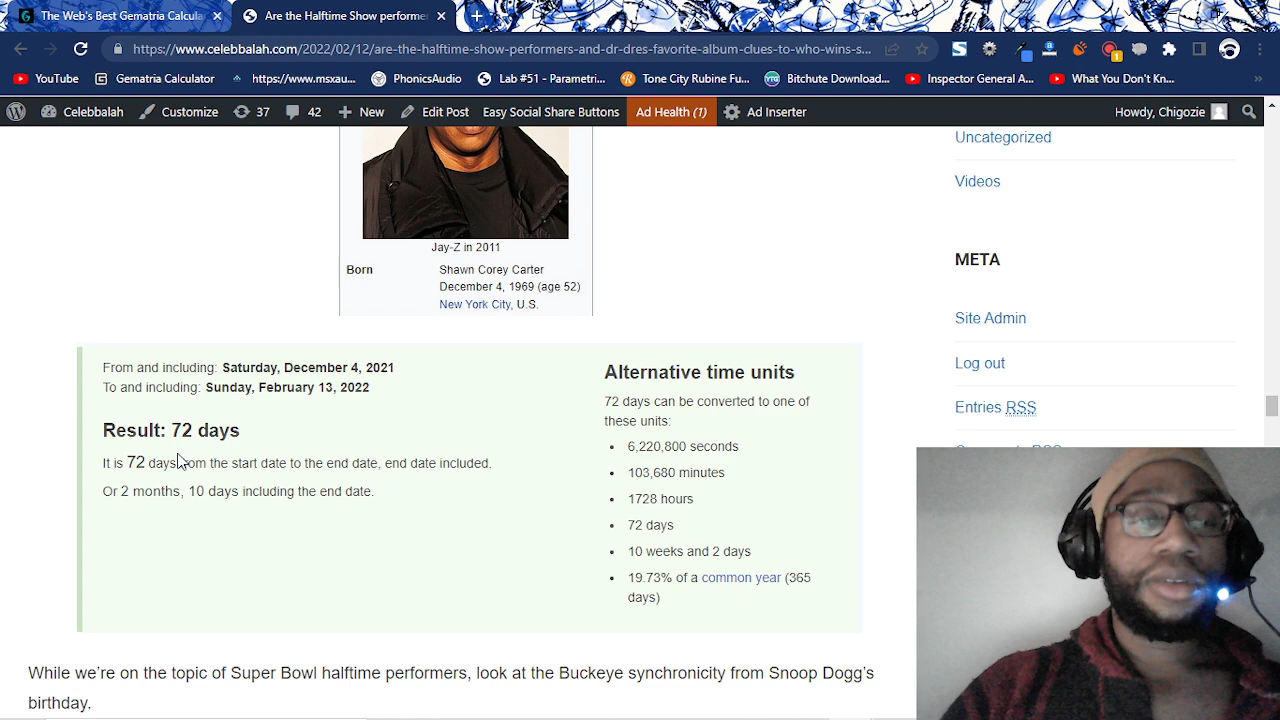 The Web's Best Gematria Calcula
Are the Halftime Show performe
https://www.celebbalah.com/2022/02/12/are-the-halftime-show-performers-and-dr-dres-favorite-album-clues-to-who-wins-s...
YouTube
Gematria Calculator
https://www.msxau...
PhonicsAudio
Lab #51 - Parametri...
Tone City Rubine Fu...
Bitchute Download...
Inspector General A...
What You Don't Kn...
Celebbalah
Customize
37
42
New
Edit Post
Easy Social Share Buttons
Ad Health (1)
Ad Inserter
Howdy, Chigozie
Jay-Z in 2011
Born
Shawn Corey Carter
December 4, 1969 (age 52)
New York City, U.S.
From and including: Saturday, December 4, 2021
To and including: Sunday, February 13, 2022
Result: 72 days
It is 72 days from the start date to the end date, end date included.
Or 2 months, 10 days including the end date.
Alternative time units
72 days can be converted to one of
these units:
6,220,800 seconds
103,680 minutes
1728 hours
72 days
10 weeks and 2 days
19.73% of a common year (365
days)
While we're on the topic of Super Bowl halftime performers, look at the Buckeye synchronicity from Snoop Dogg's
birthday.
Uncategorized
Videos
META
Site Admin
Log out
Entries RSS